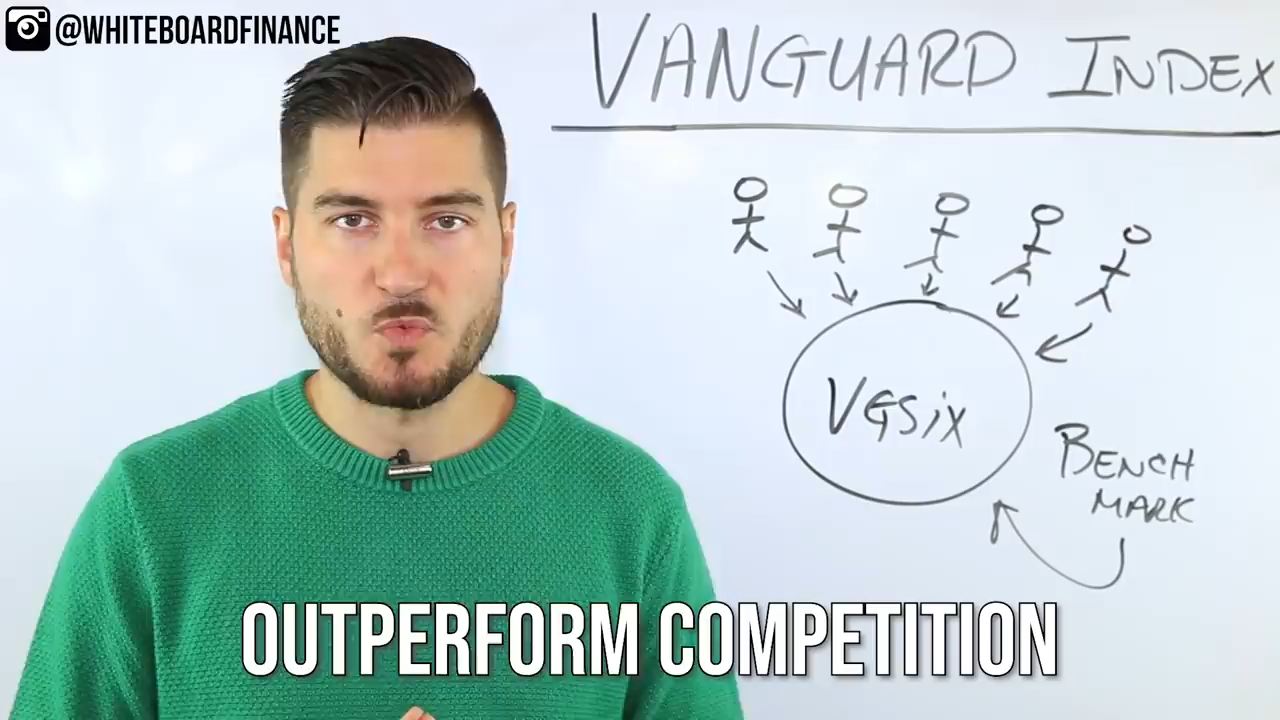 @WHITEBOARDFINANCE
VANGUARD INDEX
VGSix
BENCH
MARK
OUTPERFORM COMPETITION